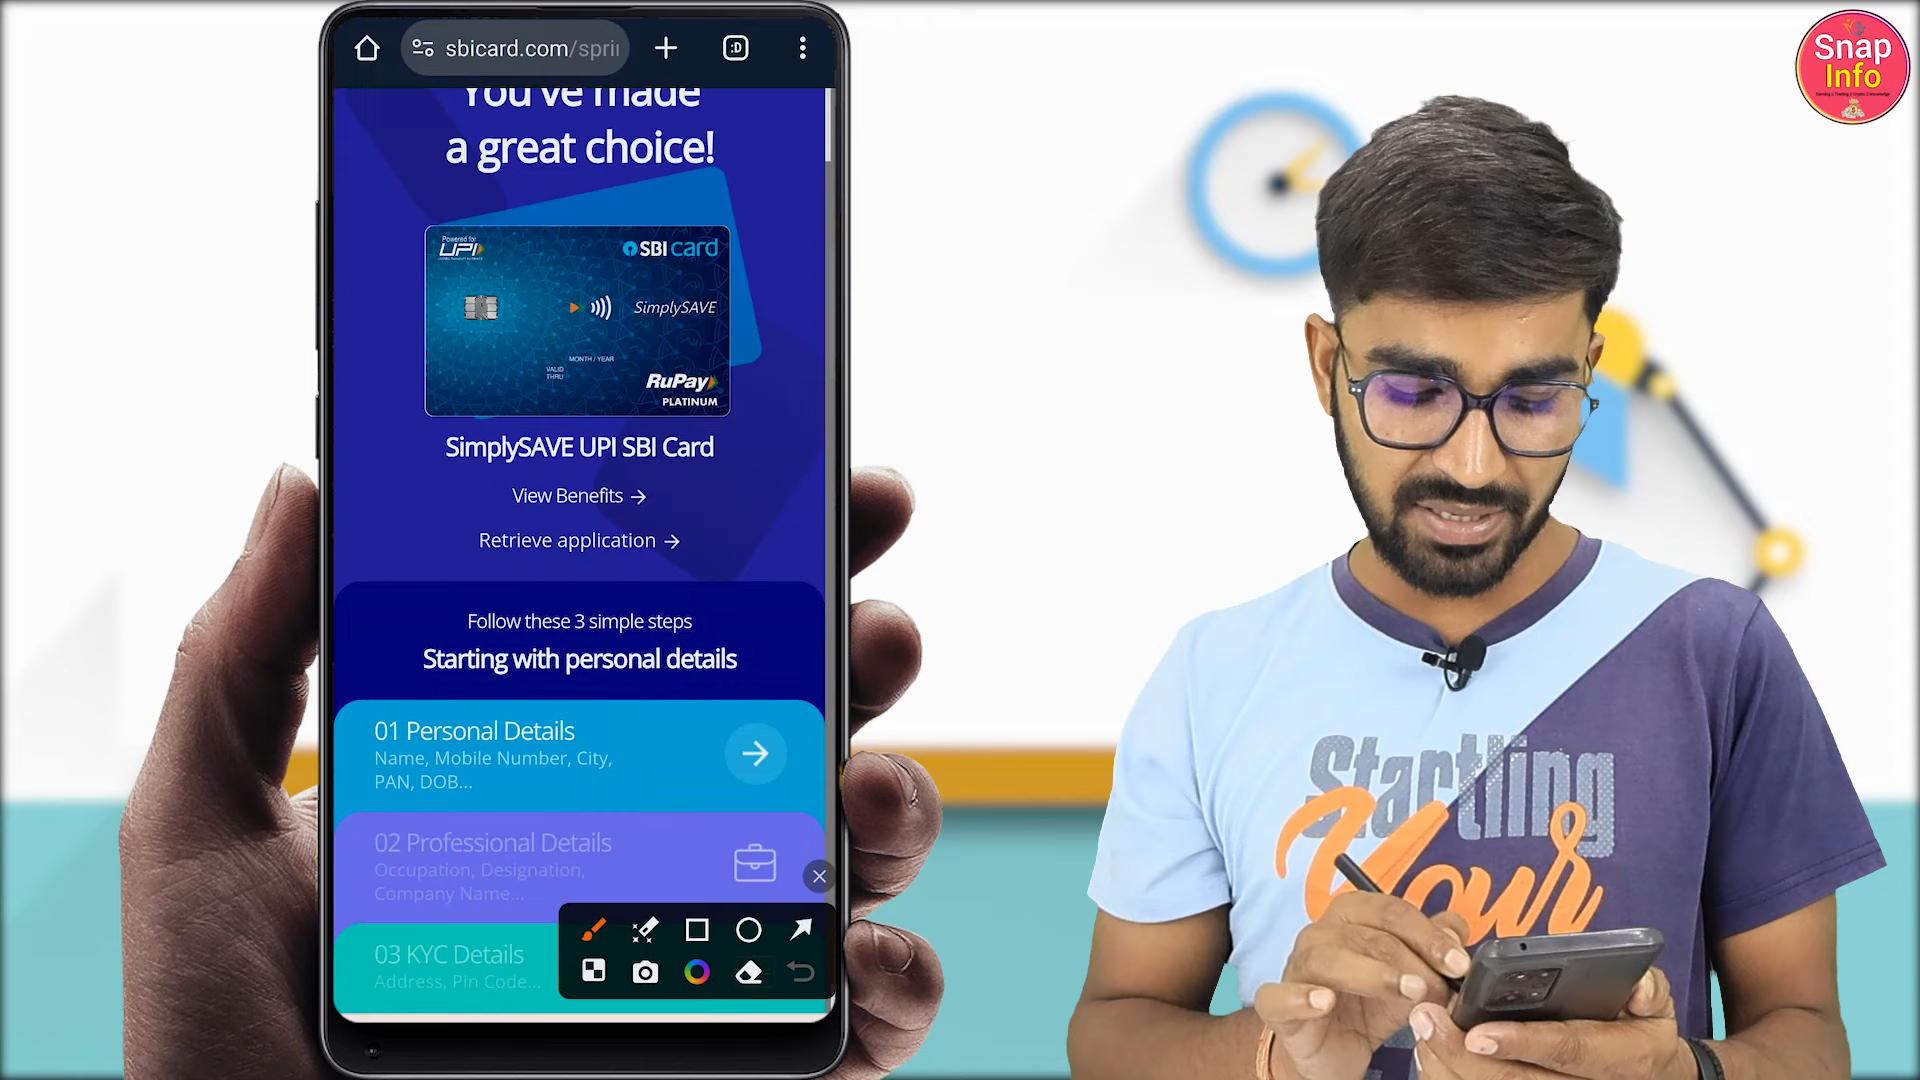 sbicard.com/sprin
You've made
a great choice!
Powered for
UPI
SBI card
SimplySAVE
MONTH / YEAR
VALID
THRU
RuPay
PLATINUM
SimplySAVE UPI SBI Card
View Benefits →
Retrieve application →
Follow these 3 simple steps
Starting with personal details
01 Personal Details
Name, Mobile Number, City,
PAN, DOB...
02 Professional Details
Occupation, Designation,
Company Name...
03 KYC Details
Address, Pin Code...
Snap
Info
Startling
Your